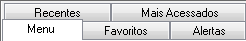 Recentes Mais Acessados
Menu Favoritos Alertas